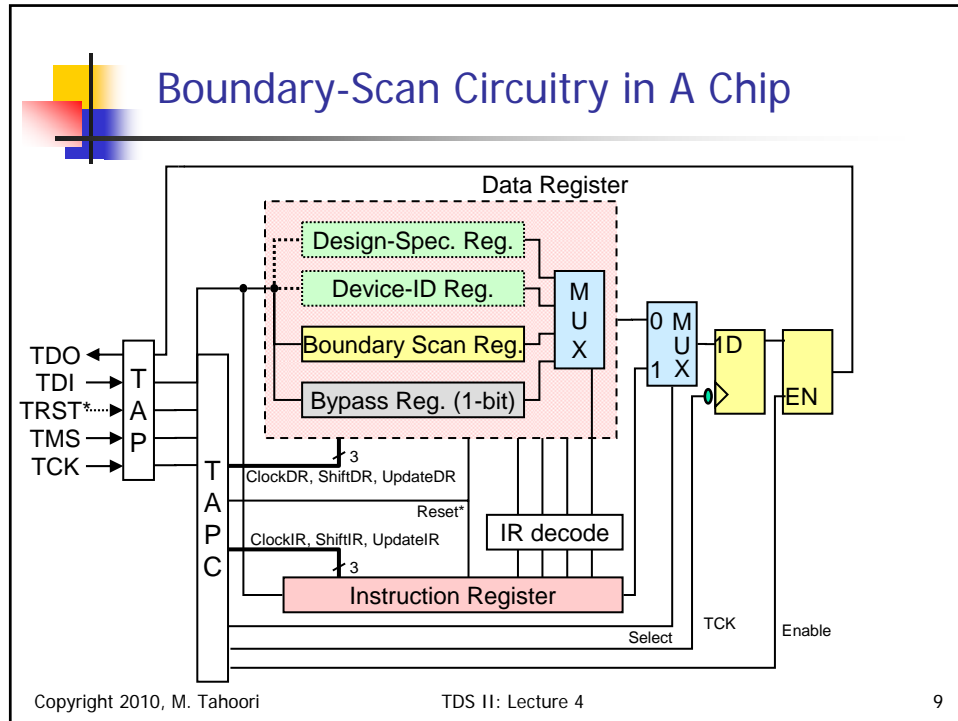 Boundary-Scan Circuitry in A Chip
Data Register
Design-Spec. Reg.
Device-ID Reg.
Boundary Scan Reg.
Bypass Reg. (1-bit)
M
U
X
0
1
M
U
X
1D
EN
TDO
TDI
TRST*
TMS
TCK
T
A
P
T
A
P
C
3
ClockDR, ShiftDR, UpdateDR
Reset*
IR decode
ClockIR, ShiftIR, UpdateIR
3
Instruction Register
Select
TCK
Enable
Copyright 2010, M. Tahoori
TDS II: Lecture 4
9